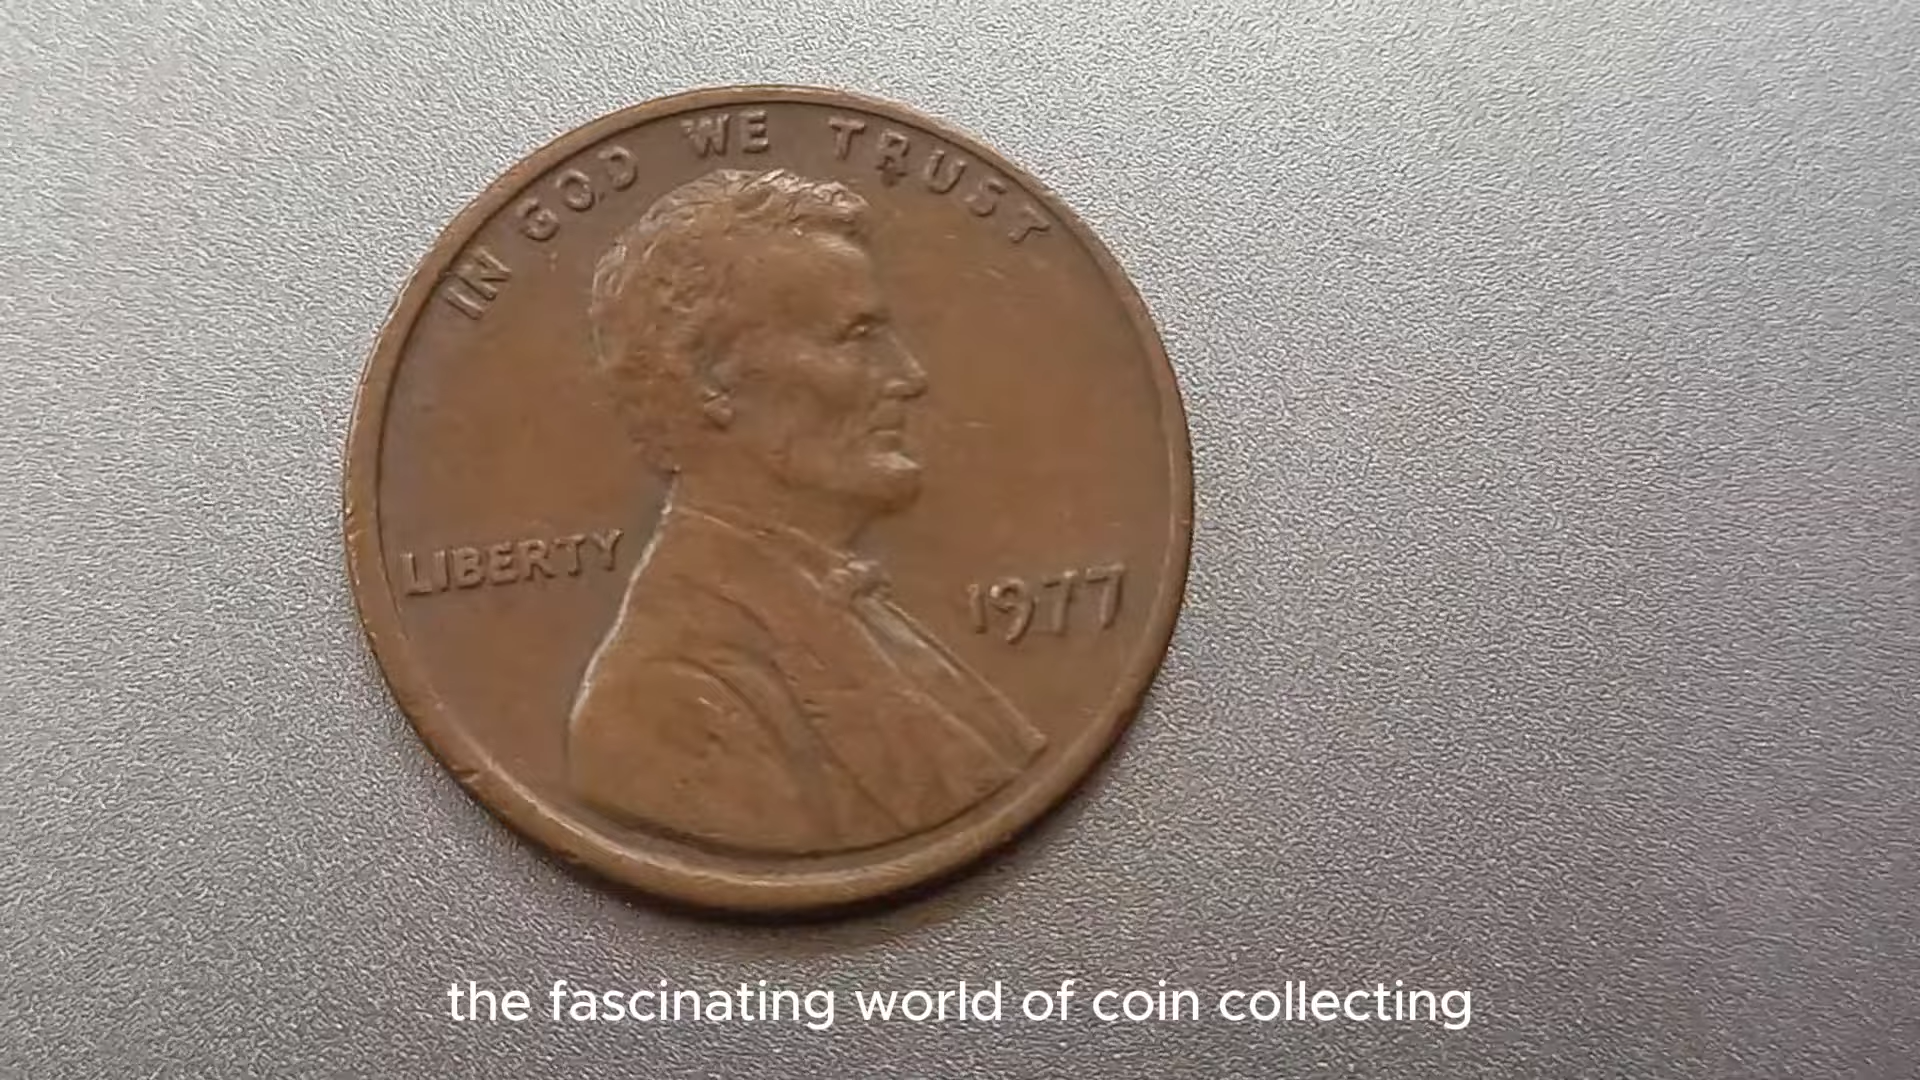 IN GOD WE TRUST
LIBERTY
1977
the fascinating world of coin collecting